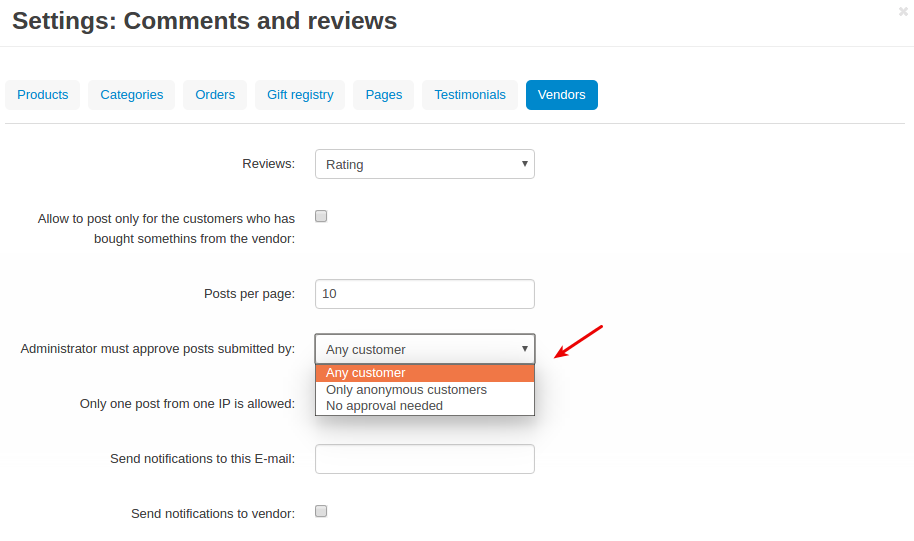 Settings: Comments and reviews
Products Categories Orders Gift registry Pages Testimonials Vendors
Reviews: Rating
Allow to post only for the customers who has
bought somethins from the vendor:
Posts per page: 10
Administrator must approve posts submitted by: Any customer
Any customer
Only anonymous customers
No approval needed
Only one post from one IP is allowed:
Send notifications to this E-mail:
Send notifications to vendor: